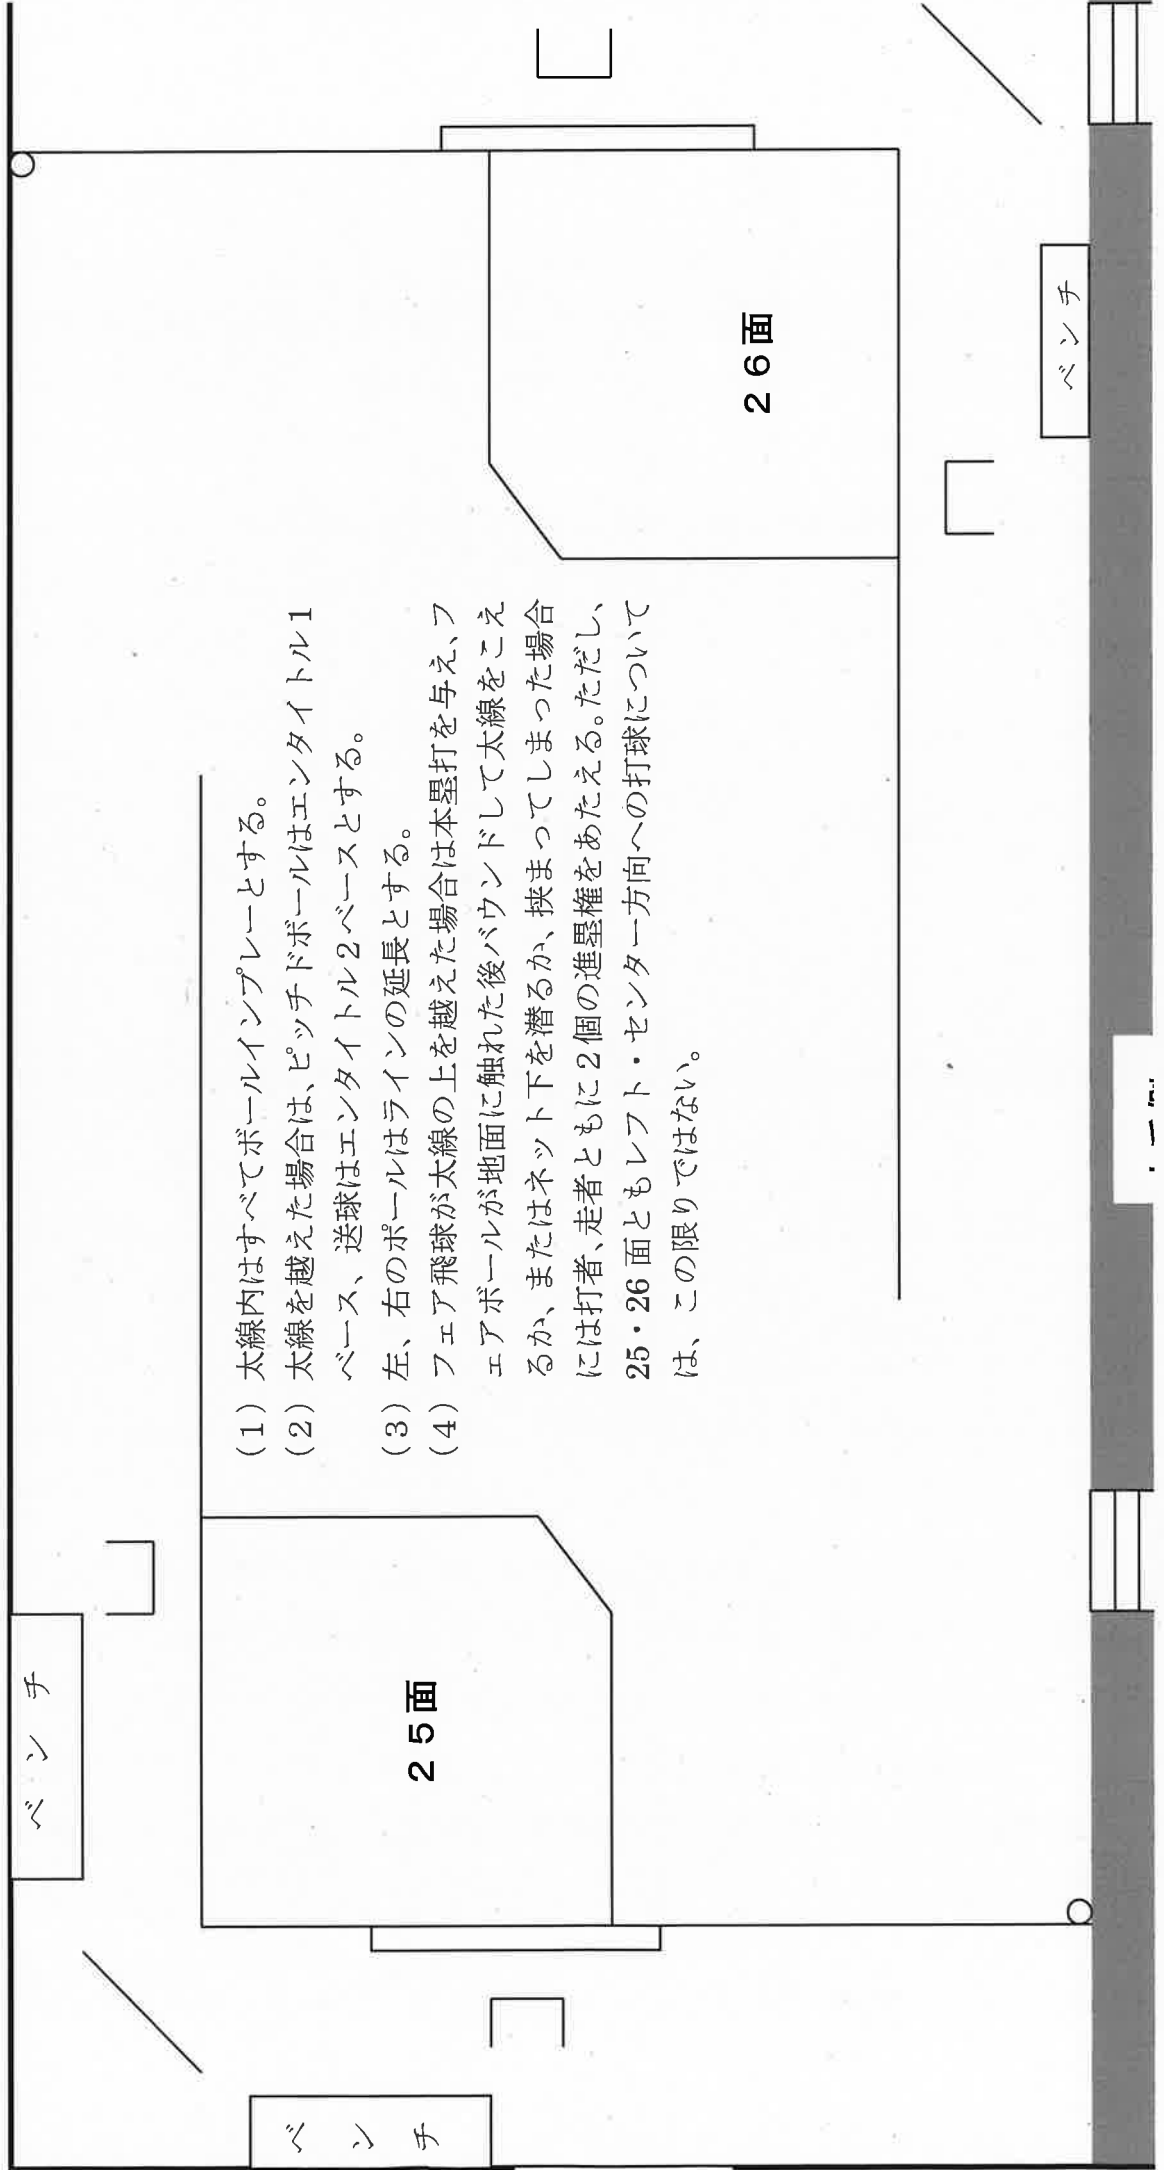 ベンチ
ベンチ
25面
(1) 太線内はすべてボールインプレーとする。
(2) 太線を越えた場合は、ピッチドボールはエンタイトル1
ベース、送球はエンタイトル2ベースとする。
(3) 左、右のポールはラインの延長とする。
(4) フェア飛球が太線の上を越えた場合は本塁打を与え、フ
ェアボールが地面に触れた後バウンドして太線をこえ
るか、またはネット下を潜るか、挟まってしまった場合
には打者、走者ともに2個の進塁権をあたえる。ただし、
25・26面ともレフト・センター方向への打球について
は、この限りではない。
26面
ベンチ